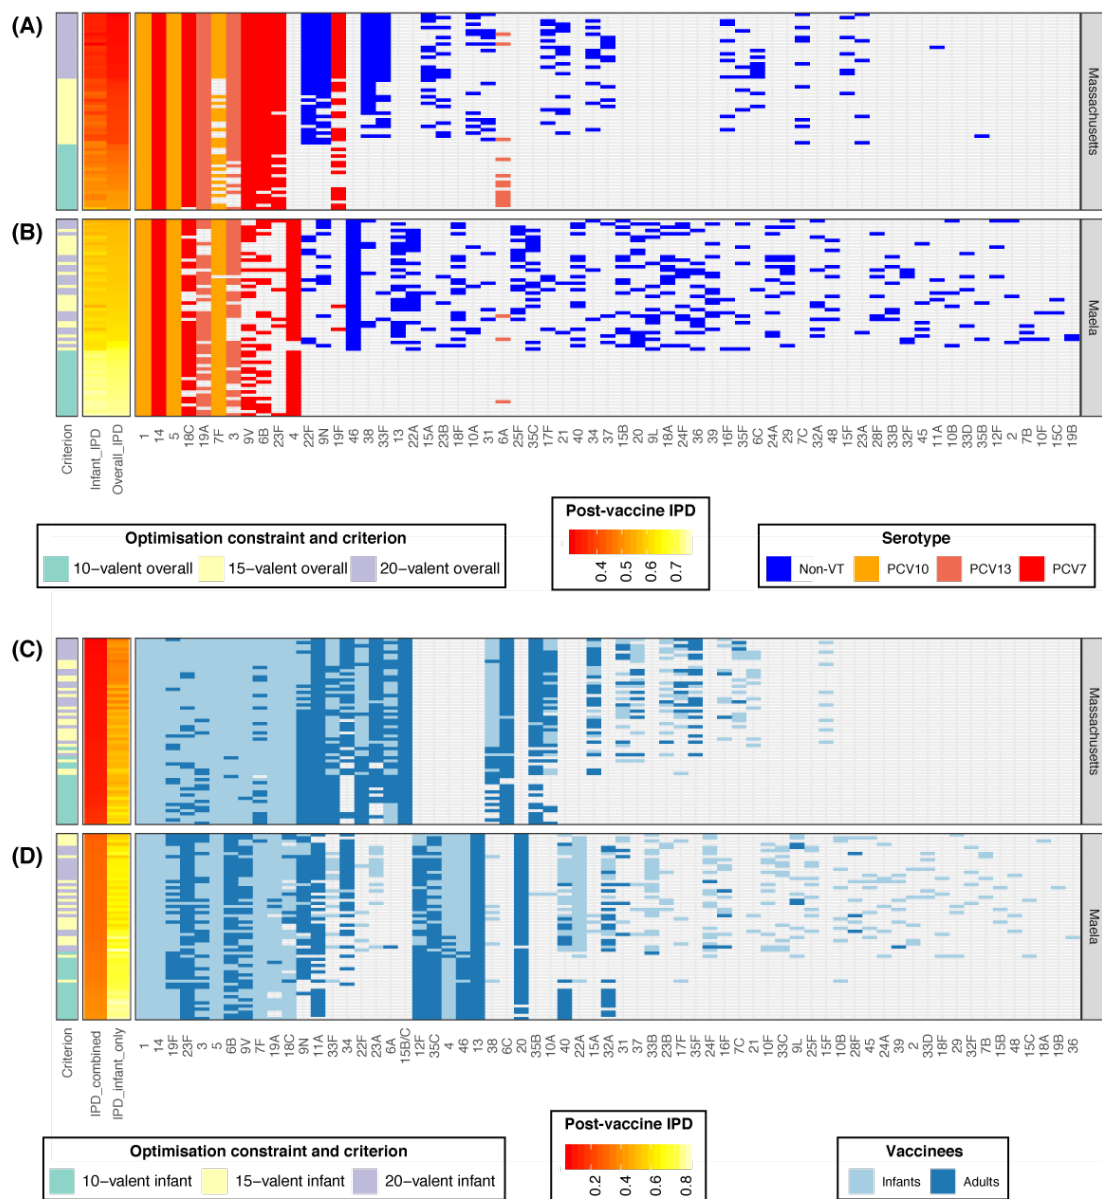 (A)
Massachusetts
(B)
Maela
Criterion Infant_IPD Overall_IPD 1 14 5 18C 19A 7F 3 9V 6B 23F 4 22F 9N 19F 46 38 33F 13 22A 15A 23B 18F 10A 31 6A 25F 35C 17F 21 40 34 37 15B 20 9L 18A 24F 36 39 16F 35F 6C 24A 29 7C 32A 48 15F 23A 28F 33B 32F 45 11A 10B 33D 35B 12F 2 7B 10F 15C 19B
Optimisation constraint and criterion
10-valent overall 15-valent overall 20-valent overall
Post-vaccine IPD
0.4 0.5 0.6 0.7
Serotype
Non-VT PCV10 PCV13 PCV7
(C)
Massachusetts
(D)
Maela
Criterion IPD_combined IPD_infant_only 1 14 19F 23F 3 5 6B 9V 7F 19A 18C 9N 11A 33F 34 22F 23A 6A 15B/C 12F 35C 4 46 13 38 6C 20 35B 10A 40 22A 15A 32A 31 37 33B 23B 17F 35F 24F 16F 7C 21 10F 33C 9L 25F 15F 10B 28F 45 24A 39 2 33D 18F 29 32F 7B 15B 48 15C 18A 19B 36
Optimisation constraint and criterion
10-valent infant 15-valent infant 20-valent infant
Post-vaccine IPD
0.2 0.4 0.6 0.8
Vaccinees
Infants Adults